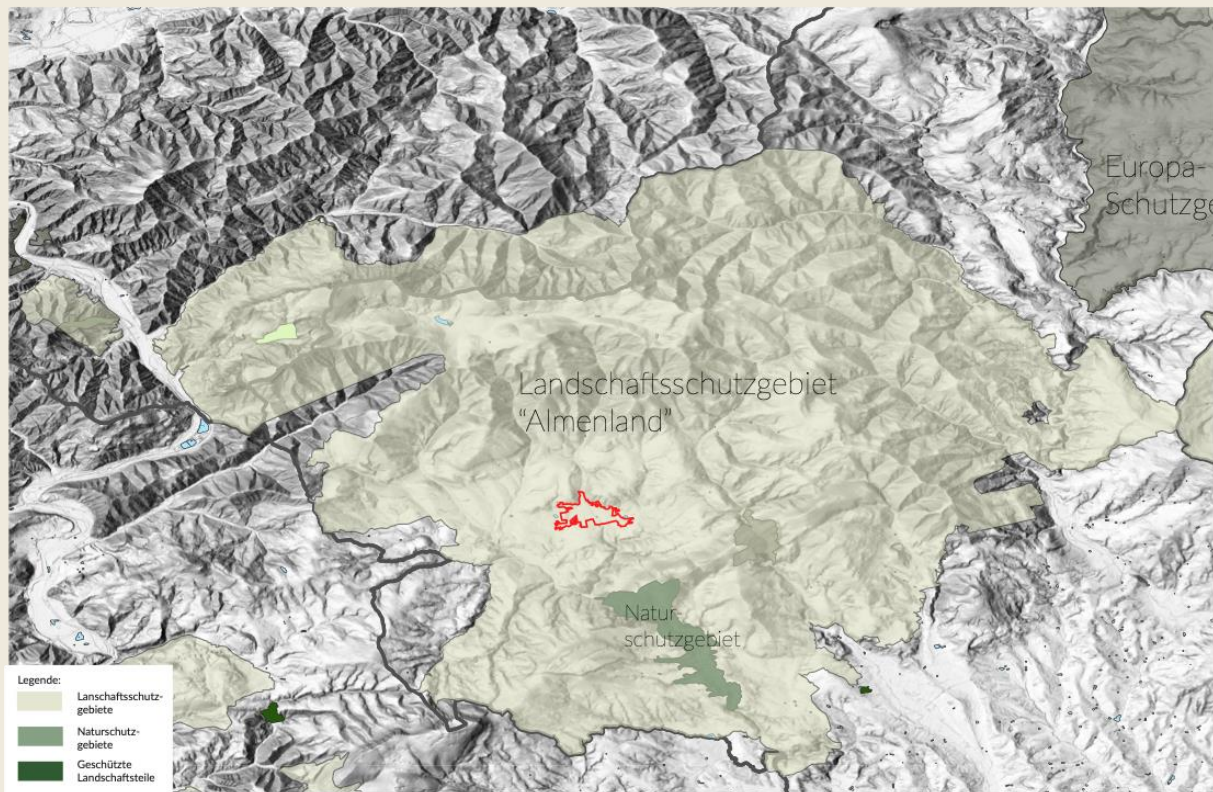 Europa-
Schutzge
Landschaftsschutzgebiet
“Almenland”
Natur-
schutzgebiet
Legende:
Lanschaftsschutz-
gebiete
Naturschutz-
gebiete
Geschützte
Landschaftsteile